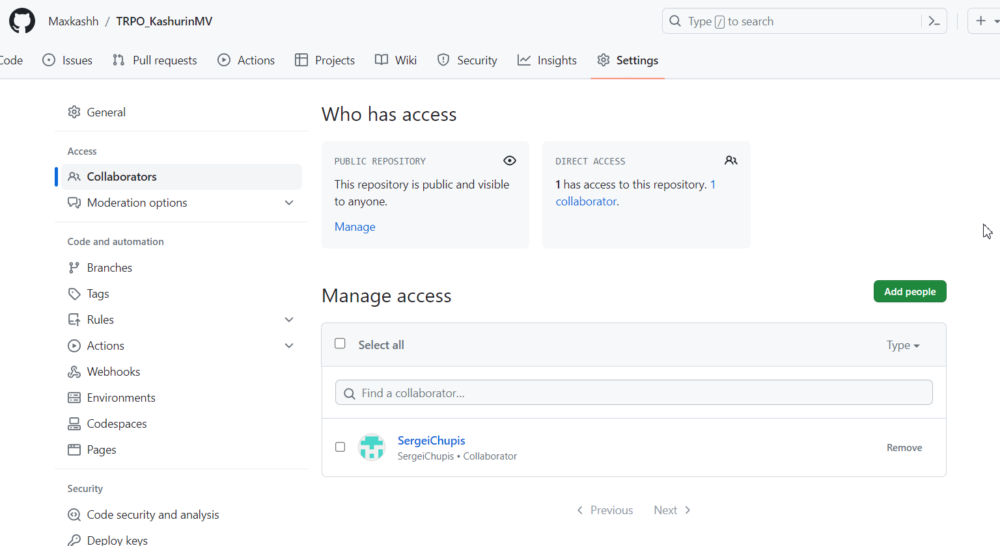 Maxkashh / TRPO_KashurinMV
Type / to search
Code Issues Pull requests Actions Projects Wiki Security Insights Settings
General
Access
Collaborators
Moderation options
Code and automation
Branches
Tags
Rules
Actions
Webhooks
Environments
Codespaces
Pages
Security
Code security and analysis
Deploy keys
Who has access
PUBLIC REPOSITORY
This repository is public and visible
to anyone.
Manage
DIRECT ACCESS
1 has access to this repository. 1
collaborator.
Manage access
Add people
Select all
Type
Find a collaborator...
SergeiChupis
SergeiChupis • Collaborator
Remove
Previous Next